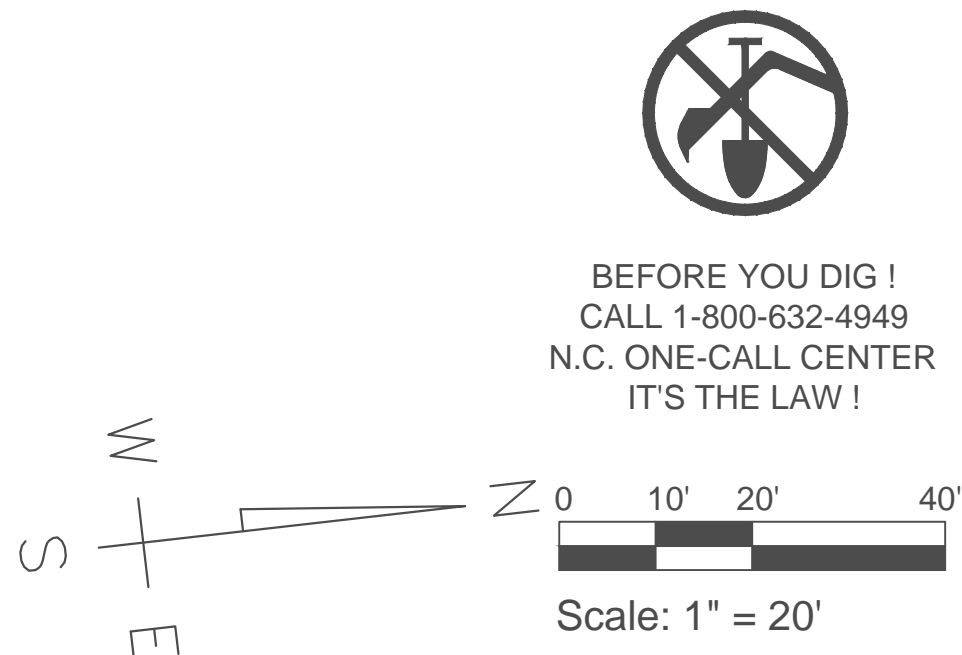 BEFORE YOU DIG !
CALL 1-800-632-4949
N.C. ONE-CALL CENTER
IT'S THE LAW !
W
N
S
E
0 10' 20' 40'
Scale: 1" = 20'